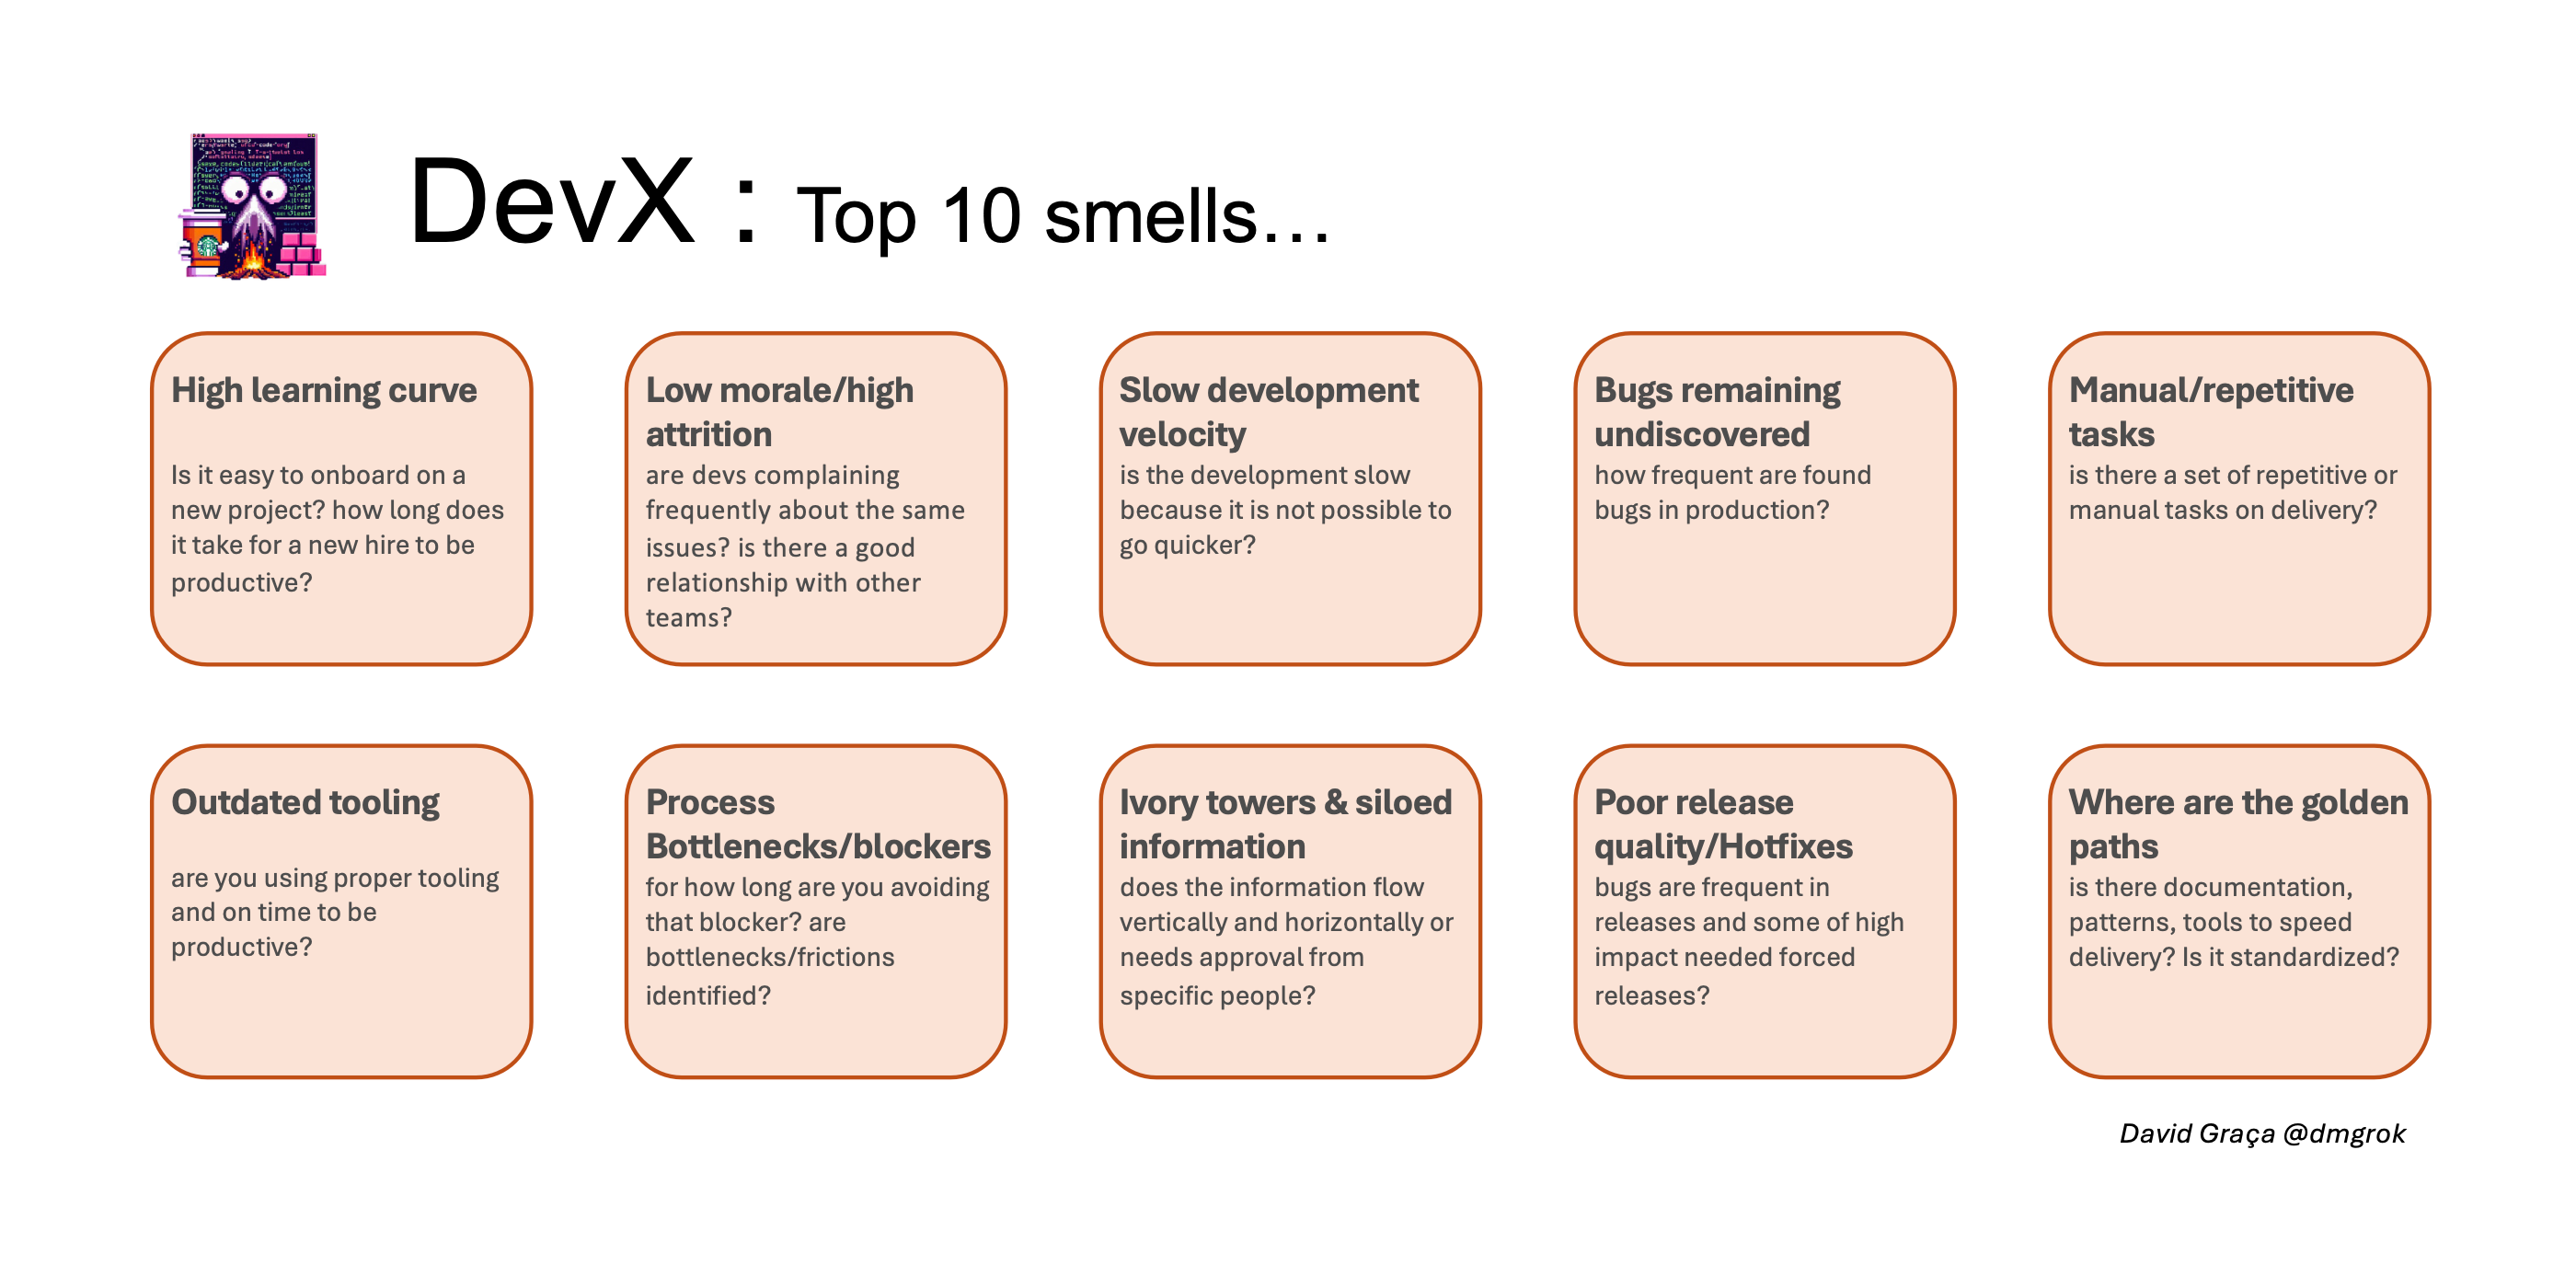 DevX : Top 10 smells...
High learning curve
Is it easy to onboard on a
new project? how long does
it take for a new hire to be
productive?
Low morale/high
attrition
are devs complaining
frequently about the same
issues? is there a good
relationship with other
teams?
Slow development
velocity
is the development slow
because it is not possible to
go quicker?
Bugs remaining
undiscovered
how frequent are found
bugs in production?
Manual/repetitive
tasks
is there a set of repetitive or
manual tasks on delivery?
Outdated tooling
are you using proper tooling
and on time to be
productive?
Process
Bottlenecks/blockers
for how long are you avoiding
that blocker? are
bottlenecks/frictions
identified?
Ivory towers & siloed
information
does the information flow
vertically and horizontally or
needs approval from
specific people?
Poor release
quality/Hotfixes
bugs are frequent in
releases and some of high
impact needed forced
releases?
Where are the golden
paths
is there documentation,
patterns, tools to speed
delivery? Is it standardized?
David Graça @dmgrok